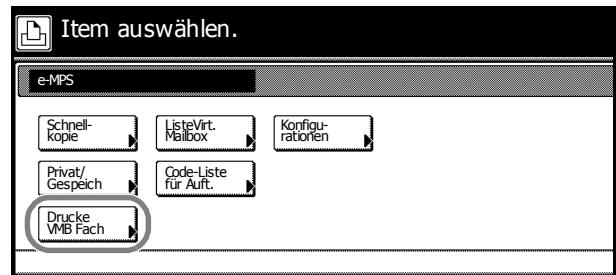 Item auswählen.
e-MPS
Schnell-
kopie
ListeVirt.
Mailbox
Konfigu-
rationen
Privat/
Gespeich
Code-Liste
für Auft.
Drucke
VMB Fach